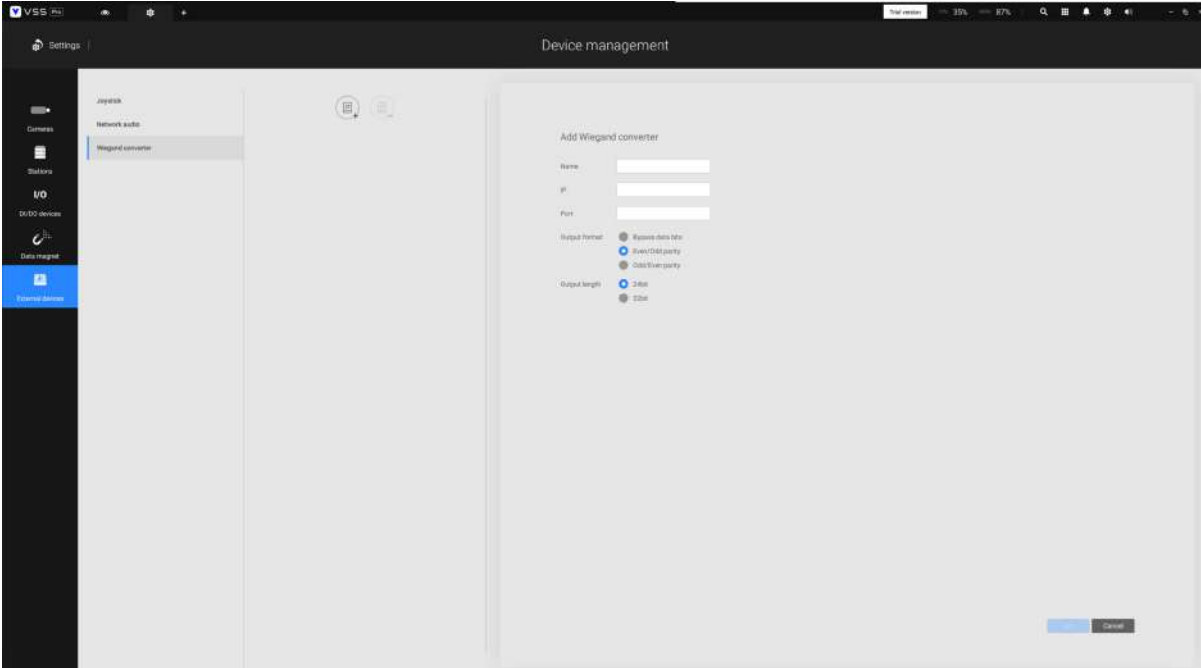 VSS Pro
Trial version
35%
87%
Settings
Device management
Cameras
Stations
I/O
DI/DO devices
Data magnet
External devices
Joystick
Network audio
Wiegand converter
Add Wiegand converter
Name
IP
Port
Output format
Bypass data bits
Even/Odd parity
Odd/Even parity
Output length
24bit
32bit
Cancel